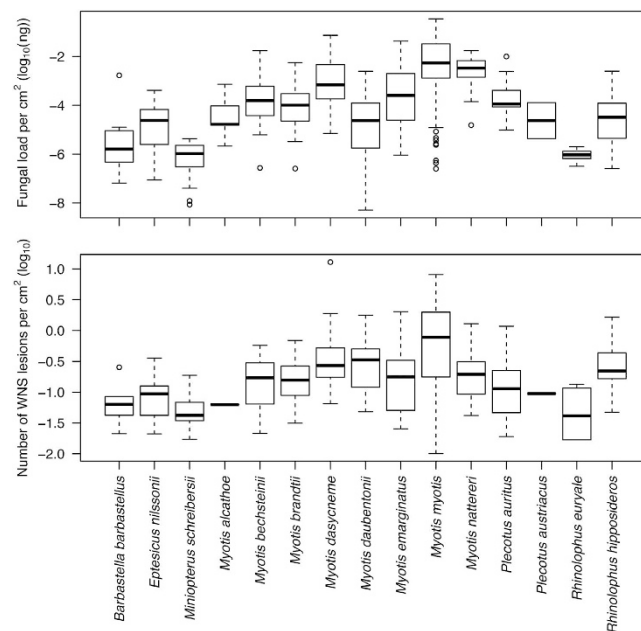 Fungal load per cm² (log₁₀(ng))
−2
−4
−6
−8
Number of WNS lesions per cm² (log₁₀)
1.0
0.5
0.0
−0.5
−1.0
−1.5
−2.0
Barbastella barbastellus
Eptesicus nilssonii
Miniopterus schreibersii
Myotis alcathoe
Myotis bechsteinii
Myotis brandtii
Myotis dasycneme
Myotis daubentonii
Myotis emarginatus
Myotis myotis
Myotis nattereri
Plecotus auritus
Plecotus austriacus
Rhinolophus euryale
Rhinolophus hipposideros